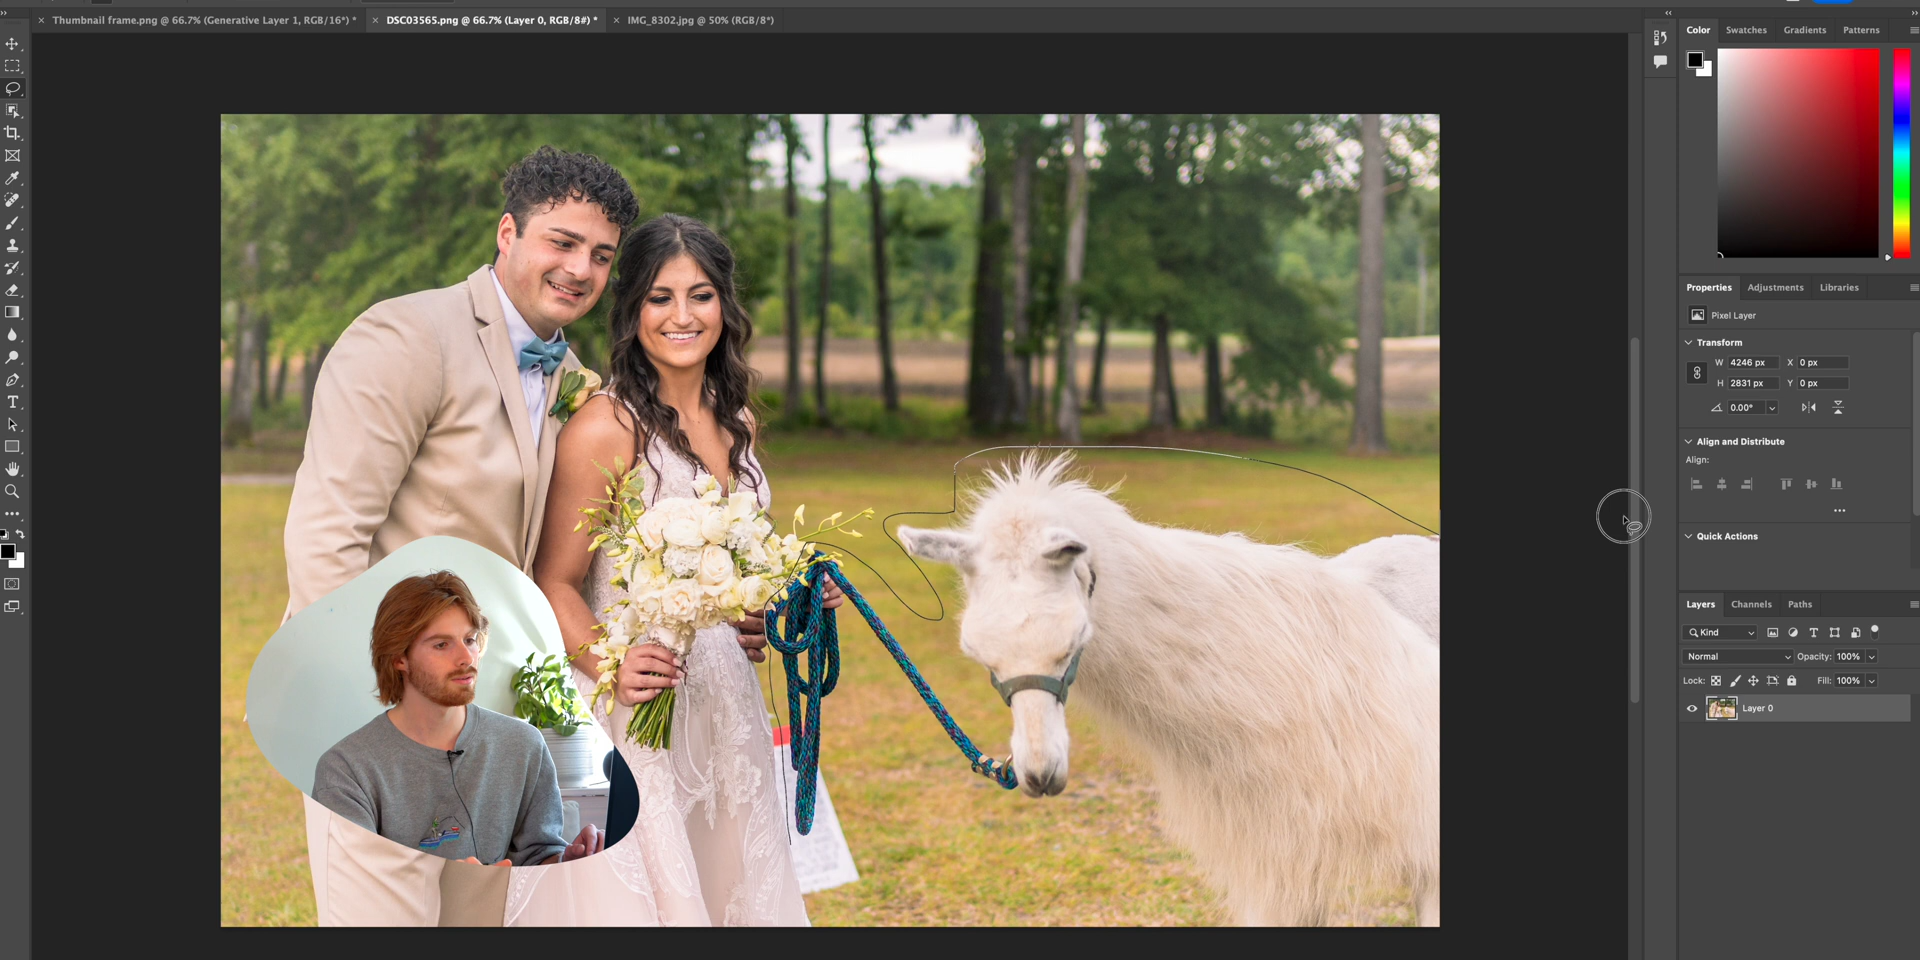 Thumbnail frame.png @ 66.7% (Generative Layer 1, RGB/16*) *
DSC03565.png @ 66.7% (Layer 0, RGB/8#) *
IMG_8302.jpg @ 50% (RGB/8*)
Color Swatches Gradients Patterns
Properties Adjustments Libraries
Pixel Layer
Transform
W 4246 px X 0 px
H 2831 px Y 0 px
0.00°
Align and Distribute
Align:
Quick Actions
Layers Channels Paths
Kind
Normal Opacity: 100%
Lock: Fill: 100%
Layer 0